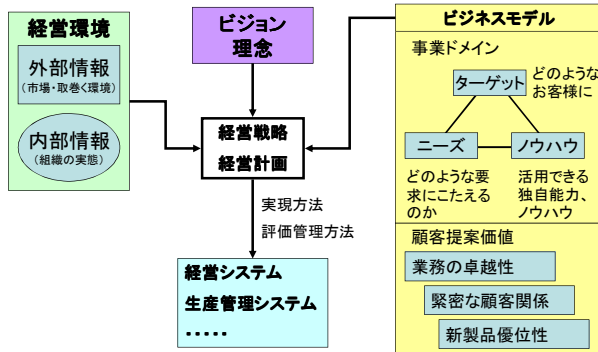 経営環境
外部情報
(市場・取巻く環境)
内部情報
(組織の実態)
ビジョン
理念
経営戦略
経営計画
実現方法
評価管理方法
経営システム
生産管理システム
・・・・・
ビジネスモデル
事業ドメイン
ターゲット
どのような
お客様に
ニーズ
ノウハウ
どのような要
求にこたえる
のか
活用できる
独自能力、
ノウハウ
顧客提案価値
業務の卓越性
緊密な顧客関係
新製品優位性